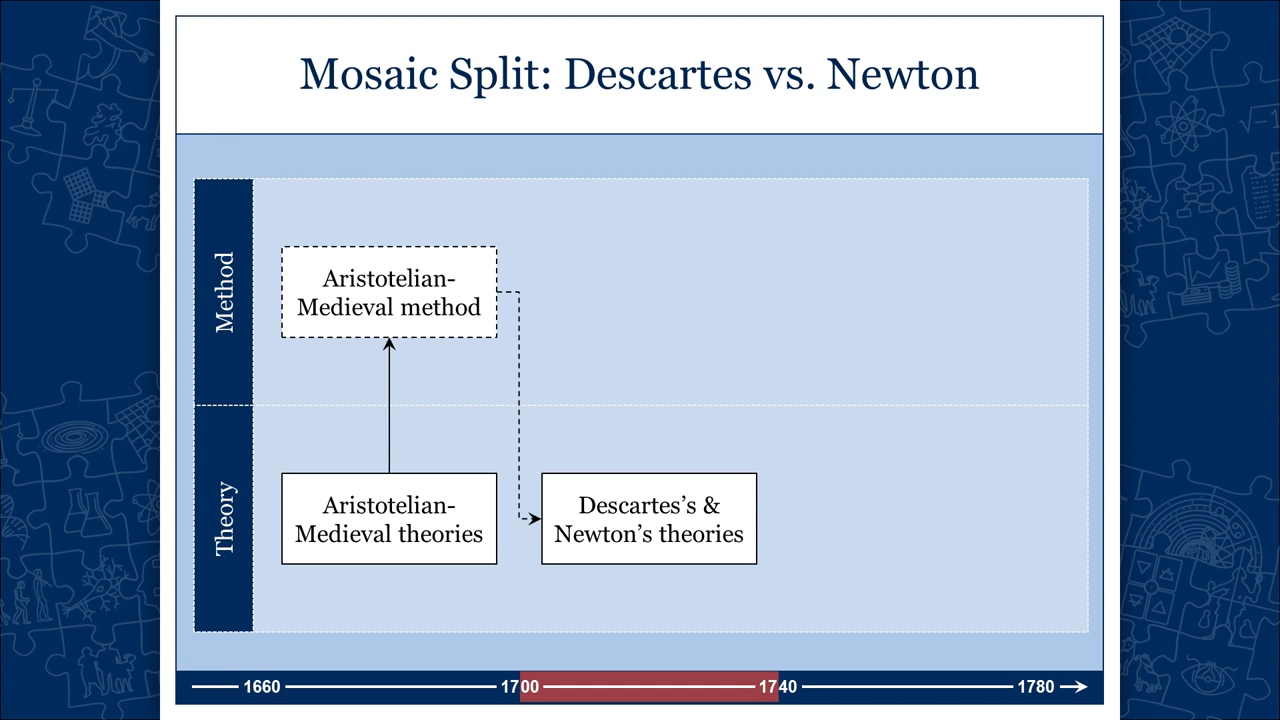 Mosaic Split: Descartes vs. Newton
Method
Aristotelian-
Medieval method
Theory
Aristotelian-
Medieval theories
Descartes’s &
Newton’s theories
1660 1700 1740 1780
√-1